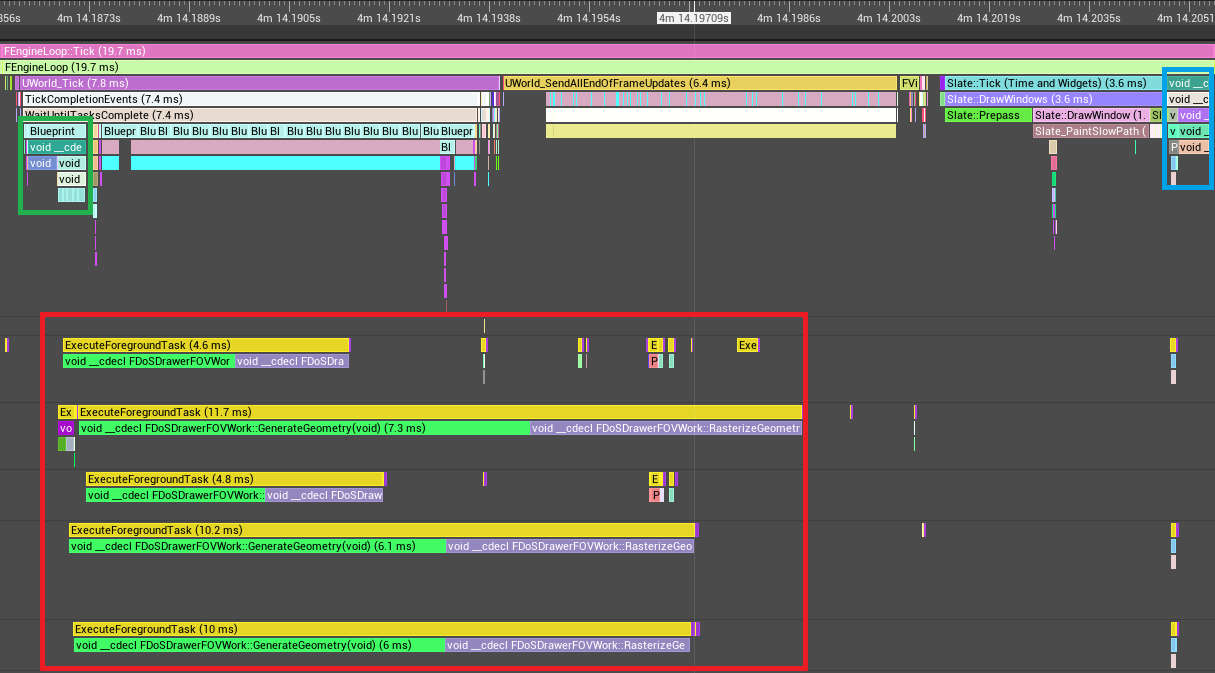 356s 4m 14.1873s 4m 14.1889s 4m 14.1905s 4m 14.1921s 4m 14.1938s 4m 14.1954s 4m 14.19709s 4m 14.1986s 4m 14.2003s 4m 14.2019s 4m 14.2035s 4m 14.2051
FEngineLoop::Tick (19.7 ms)
FEngineLoop (19.7 ms)
UWorld_Tick (7.8 ms) UWorld_SendAllEndOfFrameUpdates (6.4 ms) FVi Slate::Tick (Time and Widgets) (3.6 ms) void __c
TickCompletionEvents (7.4 ms) Slate::DrawWindows (3.6 ms) void __c
WaitUntilTasksComplete (7.4 ms) Slate::Prepass Slate::DrawWindow (1. Sl v void _
Blueprint Bluepr Blu Bl Blu Blu Blu Blu Blu Bl Blu Blu Blu Blu Blu Blu Blu Bluepr Slate_PaintSlowPath ( v void _
void __cde Bl P void _
void void
void
ExecuteForegroundTask (4.6 ms) E Exe
void __cdecl FDoSDrawerFOVWor void __cdecl FDoSDra P
Ex ExecuteForegroundTask (11.7 ms)
vo void __cdecl FDoSDrawerFOVWork::GenerateGeometry(void) (7.3 ms) void __cdecl FDoSDrawerFOVWork::RasterizeGeometr
ExecuteForegroundTask (4.8 ms) E
void __cdecl FDoSDrawerFOVWork:: void __cdecl FDoSDraw P
ExecuteForegroundTask (10.2 ms)
void __cdecl FDoSDrawerFOVWork::GenerateGeometry(void) (6.1 ms) void __cdecl FDoSDrawerFOVWork::RasterizeGeo
ExecuteForegroundTask (10 ms)
void __cdecl FDoSDrawerFOVWork::GenerateGeometry(void) (6 ms) void __cdecl FDoSDrawerFOVWork::RasterizeGe